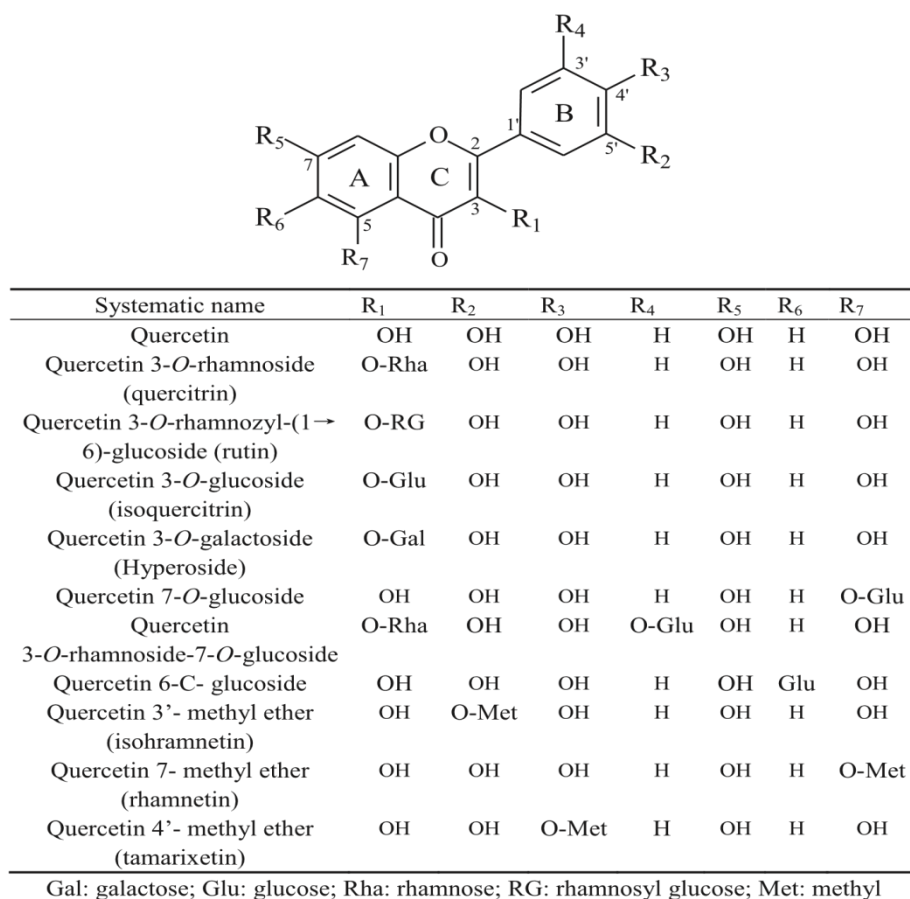 R₄
3'
R₃
4'
B
1'
5'
R₂
R₅
O
2
7
A
C
3
R₁
R₆
5
R₇
O
Systematic name R₁ R₂ R₃ R₄ R₅ R₆ R₇
Quercetin OH OH OH H OH H OH
Quercetin 3-O-rhamnoside O-Rha OH OH H OH H OH
(quercitrin)
Quercetin 3-O-rhamnozyl-(1→ O-RG OH OH H OH H OH
6)-glucoside (rutin)
Quercetin 3-O-glucoside O-Glu OH OH H OH H OH
(isoquercitrin)
Quercetin 3-O-galactoside O-Gal OH OH H OH H OH
(Hyperoside)
Quercetin 7-O-glucoside OH OH OH H OH H O-Glu
Quercetin O-Rha OH OH O-Glu OH H OH
3-O-rhamnoside-7-O-glucoside
Quercetin 6-C- glucoside OH OH OH H OH Glu OH
Quercetin 3’- methyl ether OH O-Met OH H OH H OH
(isohramnetin)
Quercetin 7- methyl ether OH OH OH H OH H O-Met
(rhamnetin)
Quercetin 4’- methyl ether OH OH O-Met H OH H OH
(tamarixetin)
Gal: galactose; Glu: glucose; Rha: rhamnose; RG: rhamnosyl glucose; Met: methyl